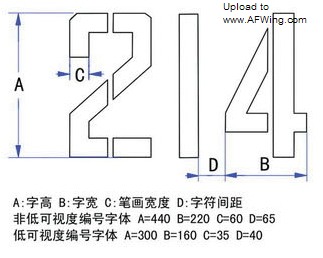 Upload to
www.AFWing.com
A
C
214
D
B
A:字高 B:字宽 C:笔画宽度 D:字符间距
非低可视度编号字体 A=440 B=220 C=60 D=65
低可视度编号字体 A=300 B=160 C=35 D=40